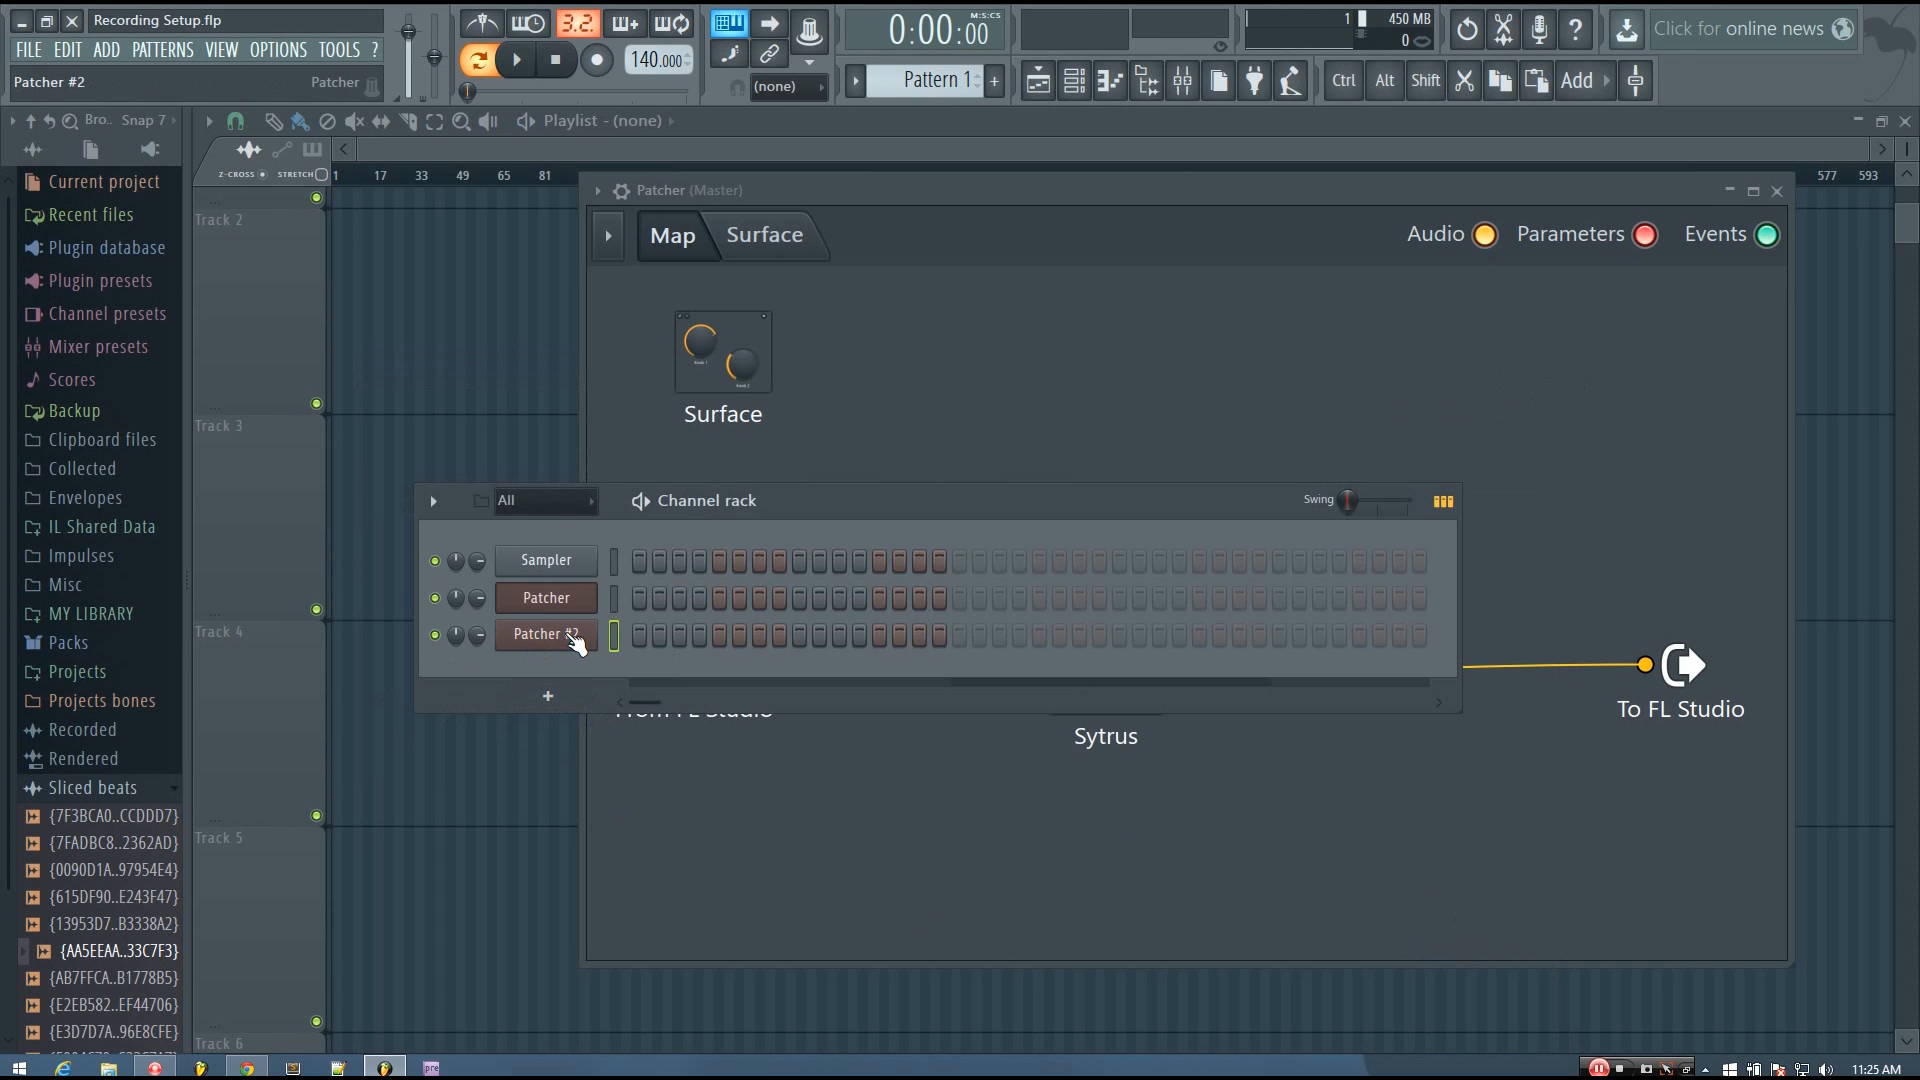 Recording Setup.flp
FILE EDIT ADD PATTERNS VIEW OPTIONS TOOLS ?
Patcher #2 Patcher
3.2.
140.000
(none)
0:00:00
M:S:CS
Pattern 1
1 450 MB
0
Click for online news
Ctrl Alt Shift Add
Bro.. Snap 7
Playlist - (none)
Z-CROSS STRETCH
1 17 33 49 65 81 577 593
Current project
Recent files
Plugin database
Plugin presets
Channel presets
Mixer presets
Scores
Backup
Clipboard files
Collected
Envelopes
IL Shared Data
Impulses
Misc
MY LIBRARY
Packs
Projects
Projects bones
Recorded
Rendered
Sliced beats
{7F3BCA0..CCDDD7}
{7FADBC8..2362AD}
{0090D1A..97954E4}
{615DF90..E243F47}
{13953D7..B3338A2}
{AA5EEAA..33C7F3}
{AB7FFCA..B1778B5}
{E2EB582..EF44706}
{E3D7D7A..96E8CFE}
Track 2
Track 3
Track 4
Track 5
Track 6
Patcher (Master)
Map Surface
Audio Parameters Events
Surface
All Channel rack Swing
Sampler
Patcher
Patcher #2
+
From FL Studio
Sytrus
To FL Studio
pre
11:25 AM